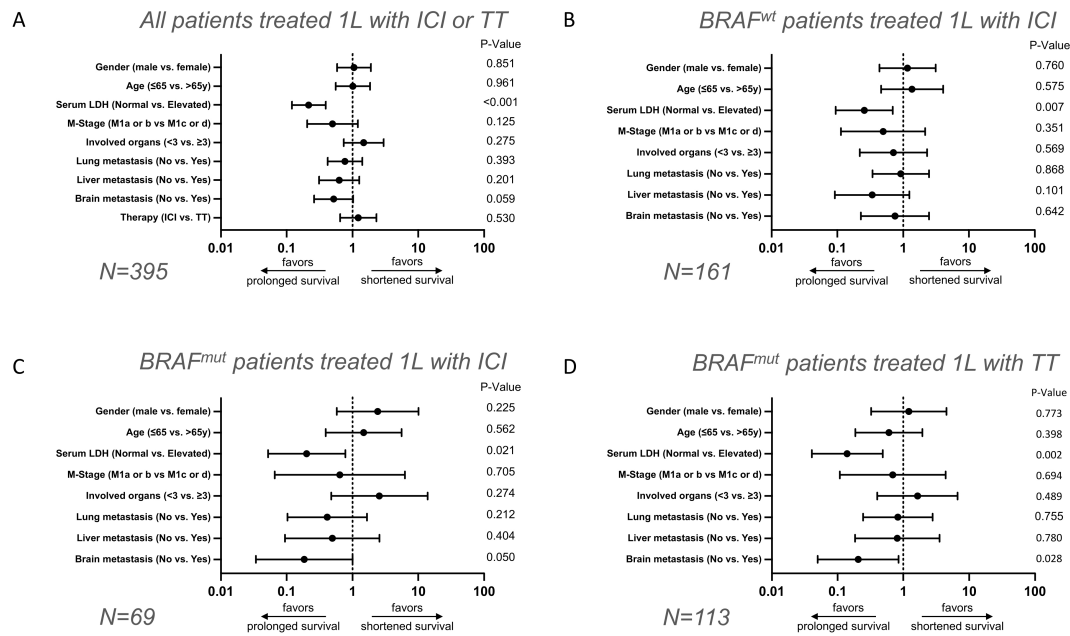 A
All patients treated 1L with ICI or TT
P-Value
Gender (male vs. female) 0.851
Age (≤65 vs. >65y) 0.961
Serum LDH (Normal vs. Elevated) <0.001
M-Stage (M1a or b vs M1c or d) 0.125
Involved organs (<3 vs. ≥3) 0.275
Lung metastasis (No vs. Yes) 0.393
Liver metastasis (No vs. Yes) 0.201
Brain metastasis (No vs. Yes) 0.059
Therapy (ICI vs. TT) 0.530
0.01 0.1 1 10 100
N=395
favors prolonged survival
favors shortened survival
B
BRAFwt patients treated 1L with ICI
P-Value
Gender (male vs. female) 0.760
Age (≤65 vs. >65y) 0.575
Serum LDH (Normal vs. Elevated) 0.007
M-Stage (M1a or b vs M1c or d) 0.351
Involved organs (<3 vs. ≥3) 0.569
Lung metastasis (No vs. Yes) 0.868
Liver metastasis (No vs. Yes) 0.101
Brain metastasis (No vs. Yes) 0.642
0.01 0.1 1 10 100
N=161
favors prolonged survival
favors shortened survival
C
BRAFmut patients treated 1L with ICI
P-Value
Gender (male vs. female) 0.225
Age (≤65 vs. >65y) 0.562
Serum LDH (Normal vs. Elevated) 0.021
M-Stage (M1a or b vs M1c or d) 0.705
Involved organs (<3 vs. ≥3) 0.274
Lung metastasis (No vs. Yes) 0.212
Liver metastasis (No vs. Yes) 0.404
Brain metastasis (No vs. Yes) 0.050
0.01 0.1 1 10 100
N=69
favors prolonged survival
favors shortened survival
D
BRAFmut patients treated 1L with TT
P-Value
Gender (male vs. female) 0.773
Age (≤65 vs. >65y) 0.398
Serum LDH (Normal vs. Elevated) 0.002
M-Stage (M1a or b vs M1c or d) 0.694
Involved organs (<3 vs. ≥3) 0.489
Lung metastasis (No vs. Yes) 0.755
Liver metastasis (No vs. Yes) 0.780
Brain metastasis (No vs. Yes) 0.028
0.01 0.1 1 10 100
N=113
favors prolonged survival
favors shortened survival